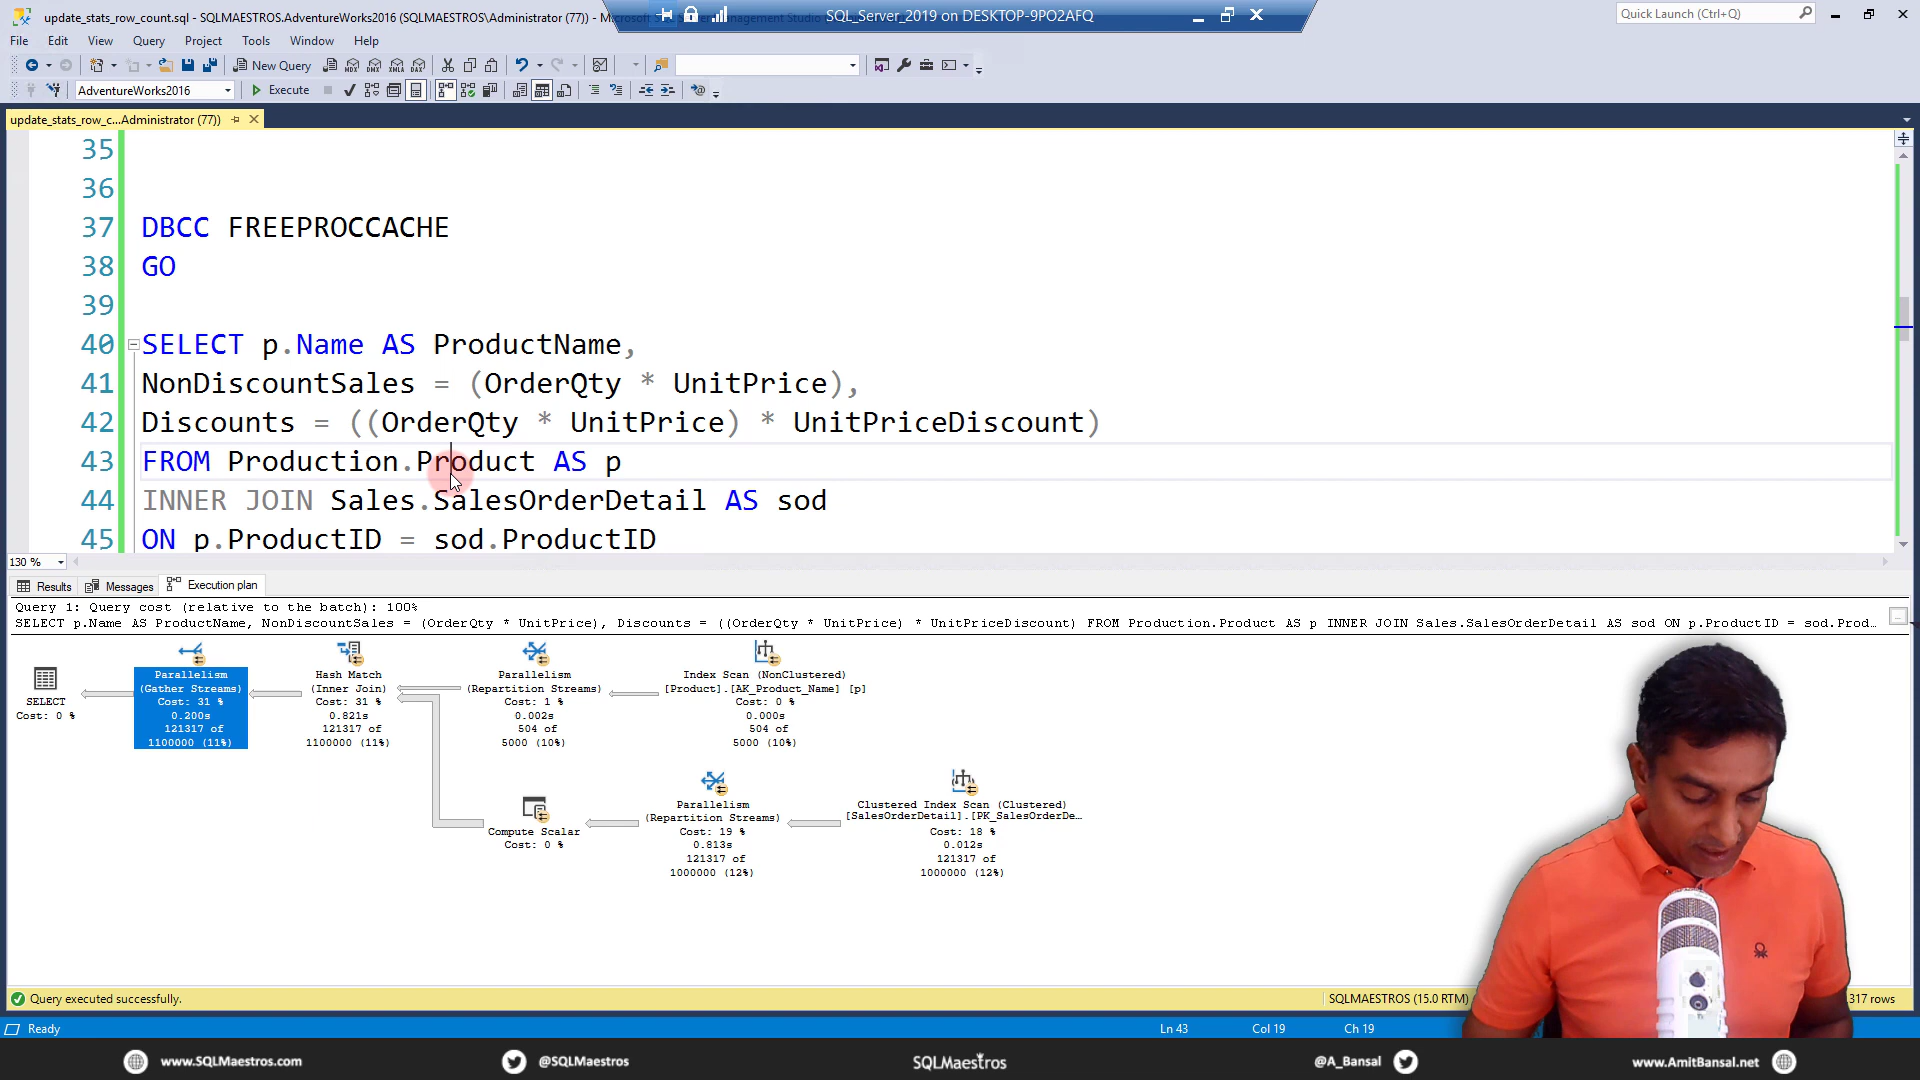 update_stats_row_count.sql - SQLMAESTROS.AdventureWorks2016 (SQLMAESTROS\Administrator (77)) -
SQL_Server_2019 on DESKTOP-9PO2AFQ
Quick Launch (Ctrl+Q)
File Edit View Query Project Tools Window Help
New Query
AdventureWorks2016 Execute
update_stats_row_c...Administrator (77))
35
36
37 DBCC FREEPROCCACHE
38 GO
39
40 SELECT p.Name AS ProductName,
41 NonDiscountSales = (OrderQty * UnitPrice),
42 Discounts = ((OrderQty * UnitPrice) * UnitPriceDiscount)
43 FROM Production.Product AS p
44 INNER JOIN Sales.SalesOrderDetail AS sod
45 ON p.ProductID = sod.ProductID
130 %
Results Messages Execution plan
Query 1: Query cost (relative to the batch): 100%
SELECT p.Name AS ProductName, NonDiscountSales = (OrderQty * UnitPrice), Discounts = ((OrderQty * UnitPrice) * UnitPriceDiscount) FROM Production.Product AS p INNER JOIN Sales.SalesOrderDetail AS sod ON p.ProductID = sod.Prod...
SELECT
Cost: 0 %
Parallelism
(Gather Streams)
Cost: 31 %
0.200s
121317 of
1100000 (11%)
Hash Match
(Inner Join)
Cost: 31 %
0.821s
121317 of
1100000 (11%)
Parallelism
(Repartition Streams)
Cost: 1 %
0.002s
504 of
5000 (10%)
Index Scan (NonClustered)
[Product].[AK_Product_Name] [p]
Cost: 0 %
0.000s
504 of
5000 (10%)
Compute Scalar
Cost: 0 %
Parallelism
(Repartition Streams)
Cost: 19 %
0.813s
121317 of
1000000 (12%)
Clustered Index Scan (Clustered)
[SalesOrderDetail].[PK_SalesOrderDe...
Cost: 18 %
0.012s
121317 of
1000000 (12%)
Query executed successfully.
SQLMAESTROS (15.0 RTM)
317 rows
Ready
Ln 43 Col 19 Ch 19
www.SQLMaestros.com
@SQLMaestros
SQLMaestros
@A_Bansal
www.AmitBansal.net